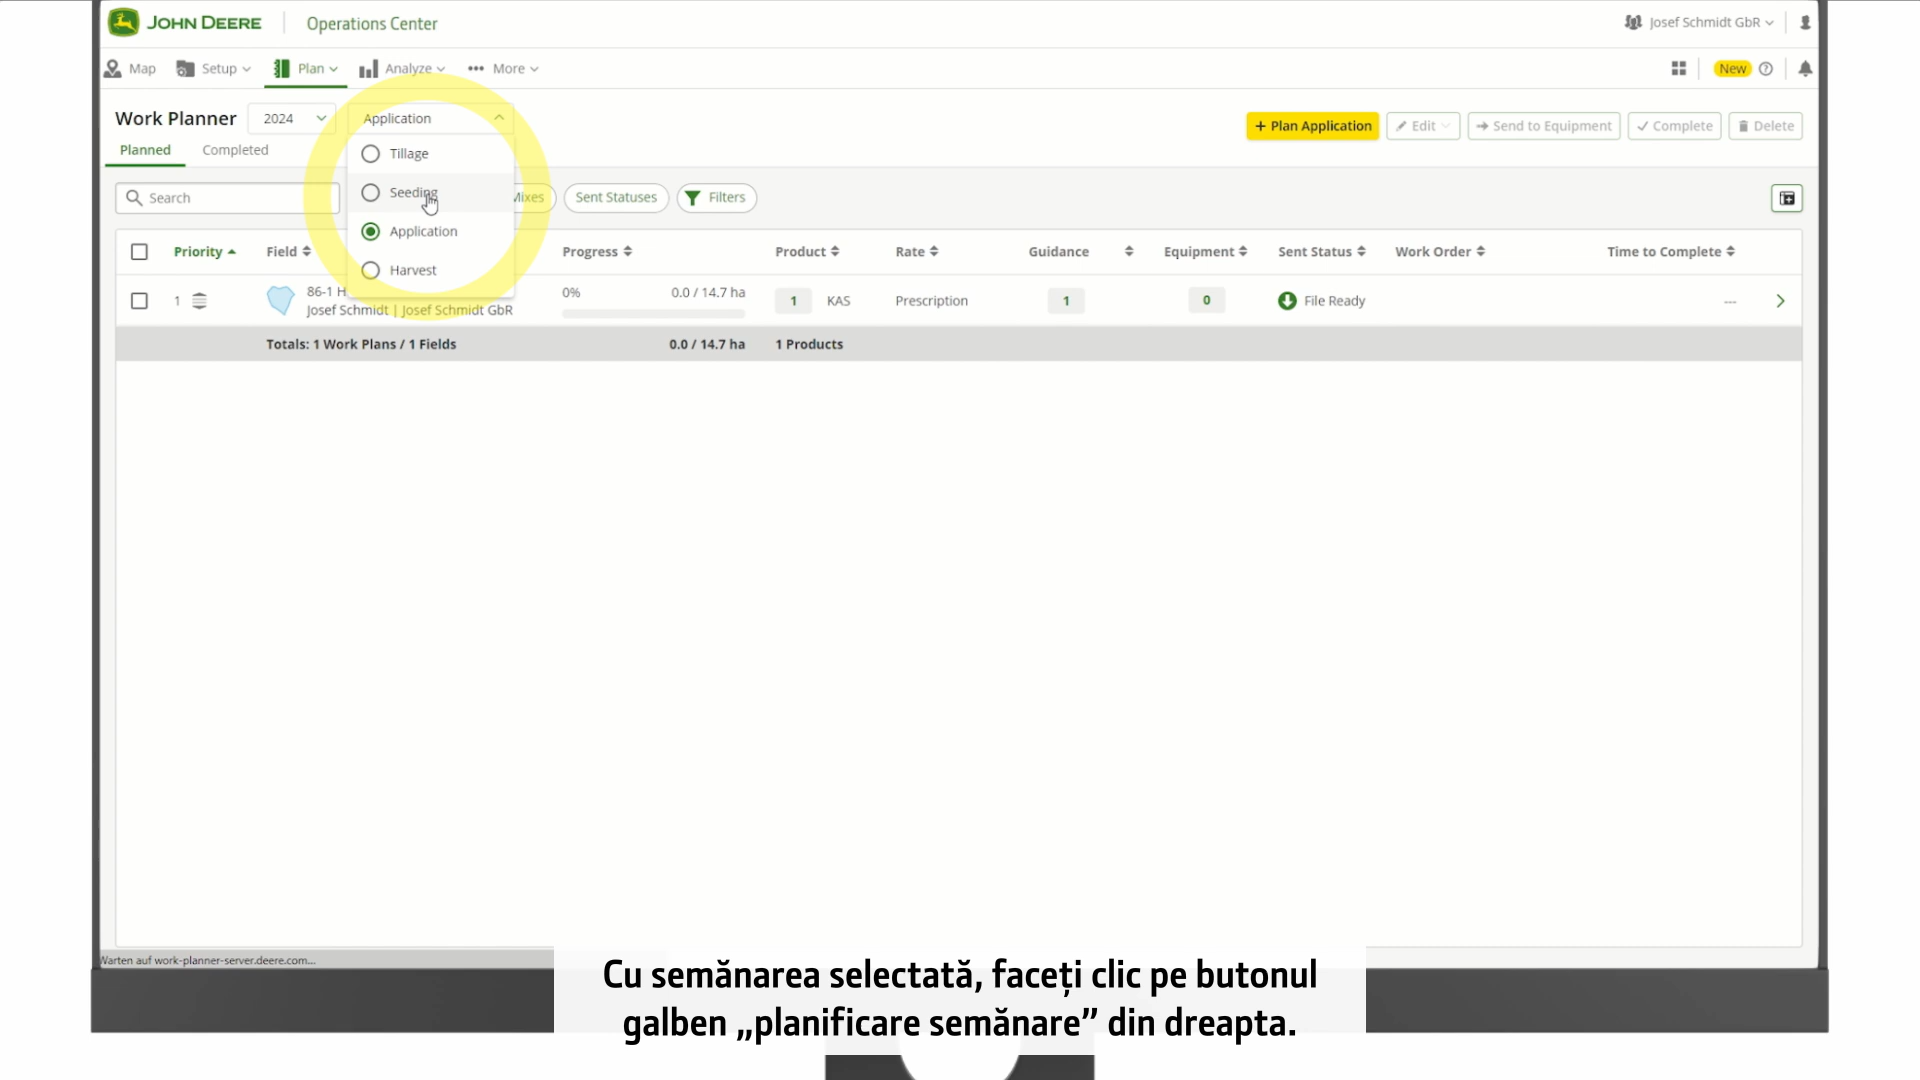 JOHN DEERE Operations Center Josef Schmidt GbR
Map Setup Plan Analyze More New
Work Planner 2024 Application + Plan Application Edit Send to Equipment Complete Delete
Planned Completed
Tillage
Seeding
Application
Harvest
Search Mixes Sent Statuses Filters
Priority Field Progress Product Rate Guidance Equipment Sent Status Work Order Time to Complete
1 86-1 H 0% 0.0 / 14.7 ha 1 KAS Prescription 1 0 File Ready ---
Josef Schmidt | Josef Schmidt GbR
Totals: 1 Work Plans / 1 Fields 0.0 / 14.7 ha 1 Products
Warten auf work-planner-server.deere.com...
Cu semănarea selectată, faceți clic pe butonul
galben „planificare semănare” din dreapta.